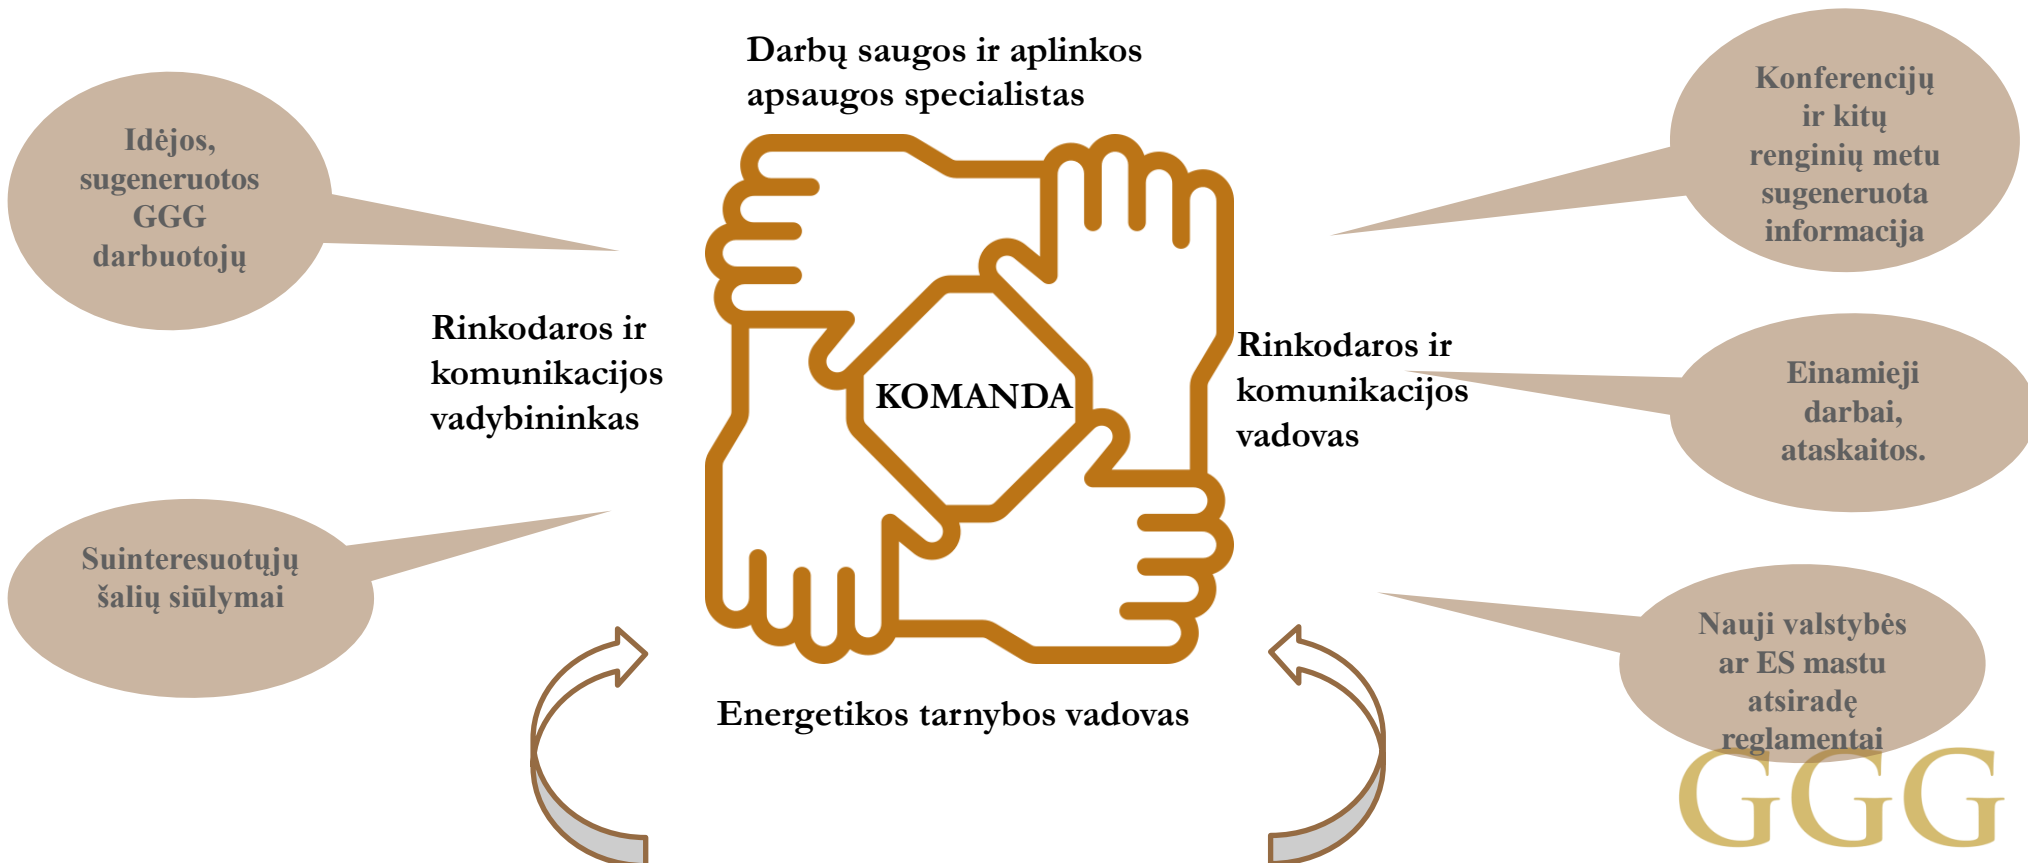 Darbų saugos ir aplinkos
apsaugos specialistas
Idėjos,
sugeneruotos
GGG
darbuotojų
Konferencijų
ir kitų
renginių metu
sugeneruota
informacija
Rinkodaros ir
komunikacijos
vadybininkas
KOMANDA
Rinkodaros ir
komunikacijos
vadovas
Einamieji
darbai,
ataskaitos.
Suinteresuotųjų
šalių siūlymai
Nauji valstybės
ar ES mastu
atsiradę
reglamentai
Energetikos tarnybos vadovas
GGG